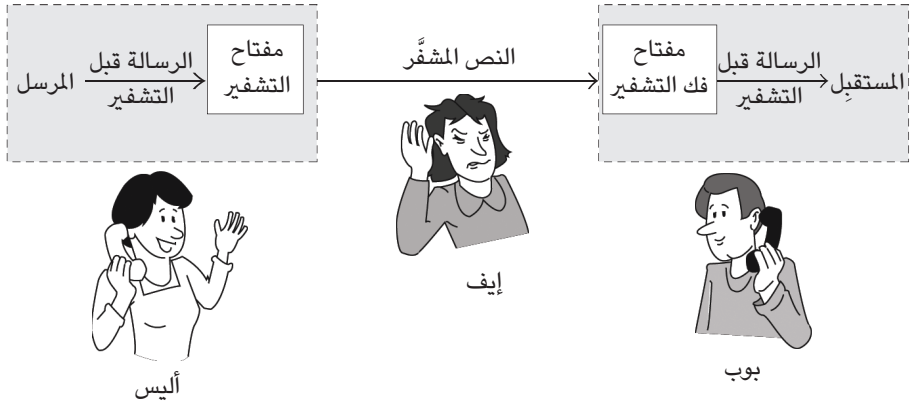 المرسل
الرسالة قبل
التشفير
مفتاح
التشفير
النص المشفَّر
مفتاح
فك التشفير
الرسالة قبل
التشفير
المستقبِل
أليس
إيف
بوب